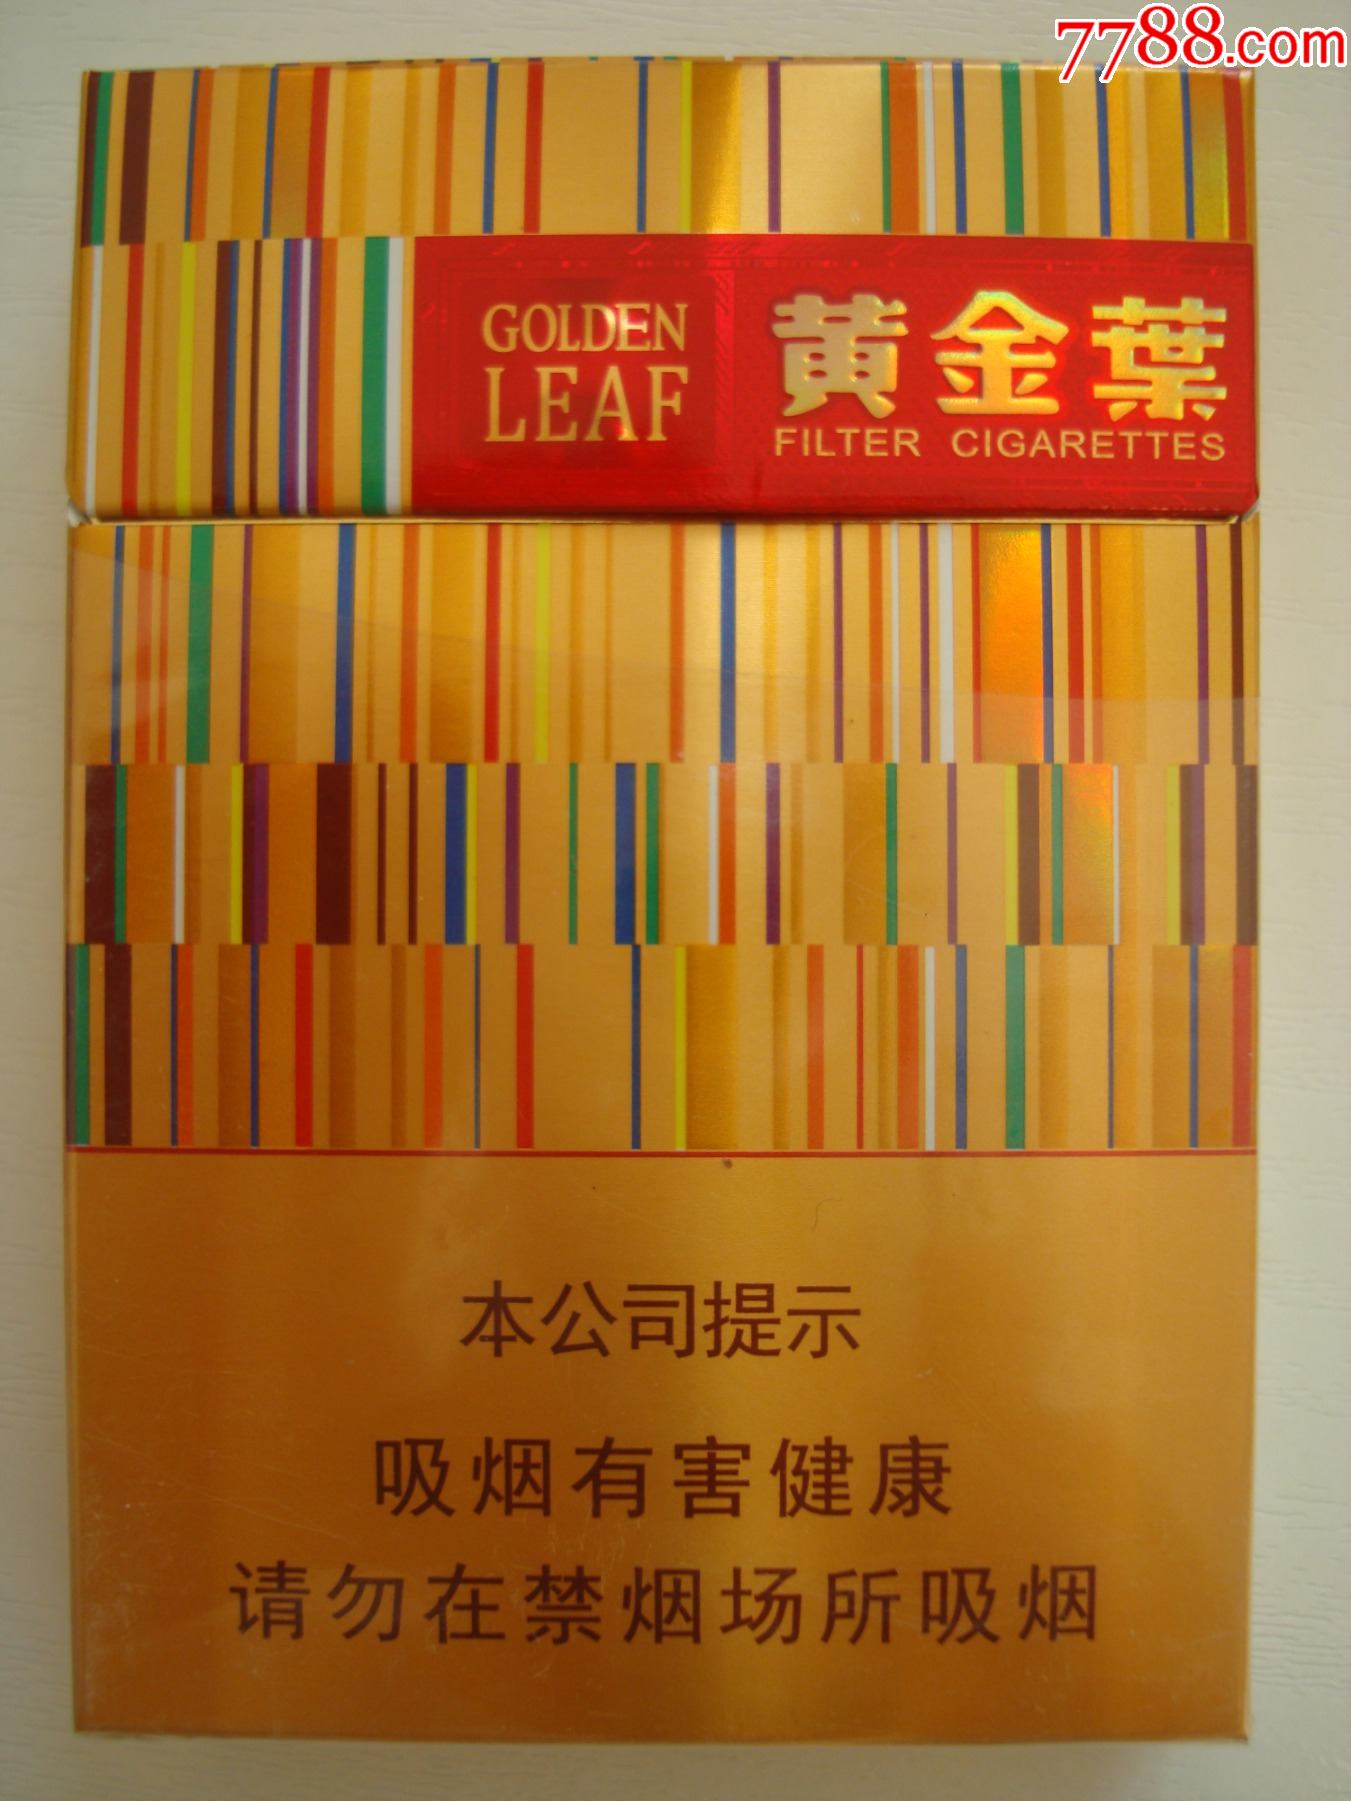 7788.com
GOLDEN
LEAF
黄金葉
FILTER CIGARETTES
本公司提示
吸烟有害健康
请勿在禁烟场所吸烟